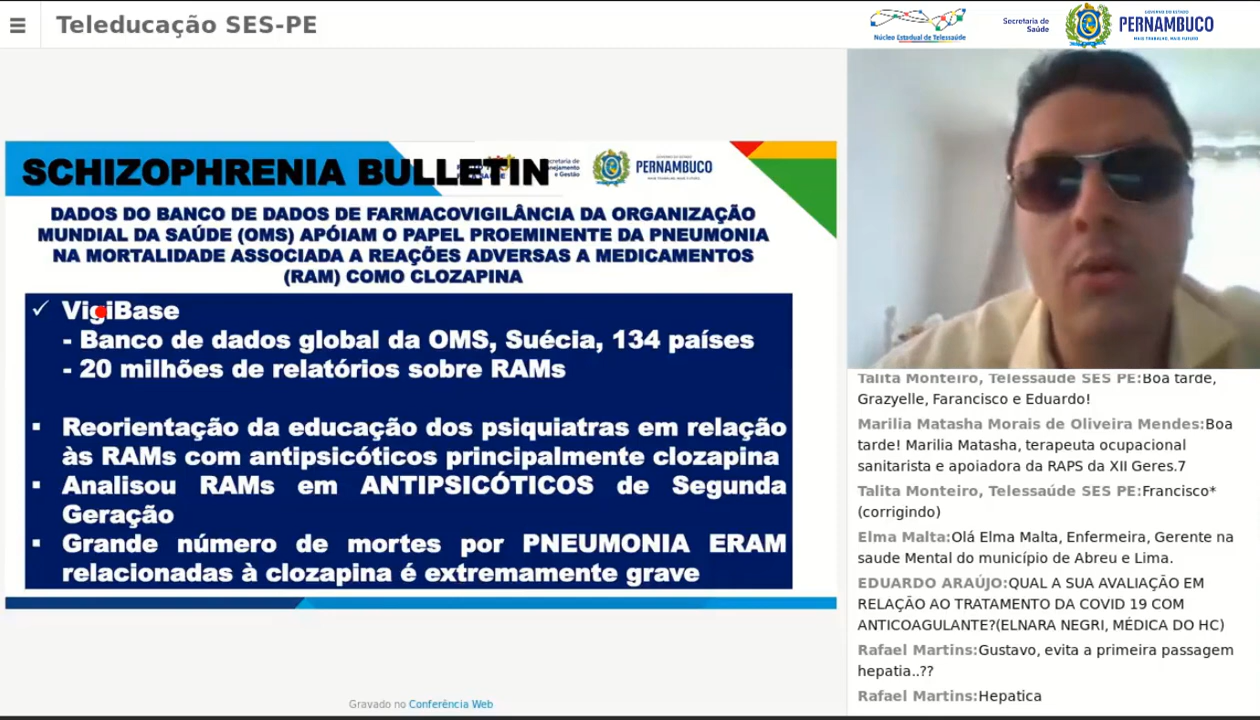 Teleducação SES-PE
Núcleo Estadual de Telessaúde
Secretaria de
Saúde
GOVERNO DO ESTADO
PERNAMBUCO
MAIS TRABALHO, MAIS FUTURO
SCHIZOPHRENIA BULLETIN
PERNAMBUCO
DADOS DO BANCO DE DADOS DE FARMACOVIGILÂNCIA DA ORGANIZAÇÃO
MUNDIAL DA SAÚDE (OMS) APÓIAM O PAPEL PROEMINENTE DA PNEUMONIA
NA MORTALIDADE ASSOCIADA A REAÇÕES ADVERSAS A MEDICAMENTOS
(RAM) COMO CLOZAPINA
✓ VigiBase
- Banco de dados global da OMS, Suécia, 134 países
- 20 milhões de relatórios sobre RAMs
▪ Reorientação da educação dos psiquiatras em relação
às RAMs com antipsicóticos principalmente clozapina
▪ Analisou RAMs em ANTIPSICÓTICOS de Segunda
Geração
▪ Grande número de mortes por PNEUMONIA ERAM
relacionadas à clozapina é extremamente grave
Gravado no Conferência Web
Talita Monteiro, Telessaúde SES PE:Boa tarde,
Grazyelle, Farancisco e Eduardo!
Marilia Matasha Morais de Oliveira Mendes:Boa
tarde! Marilia Matasha, terapeuta ocupacional
sanitarista e apoiadora da RAPS da XII Geres.7
Talita Monteiro, Telessaúde SES PE:Francisco*
(corrigindo)
Elma Malta:Olá Elma Malta, Enfermeira, Gerente na
saude Mental do município de Abreu e Lima.
EDUARDO ARAÚJO:QUAL A SUA AVALIAÇÃO EM
RELAÇÃO AO TRATAMENTO DA COVID 19 COM
ANTICOAGULANTE?(ELNARA NEGRI, MÉDICA DO HC)
Rafael Martins:Gustavo, evita a primeira passagem
hepatia..??
Rafael Martins:Hepatica